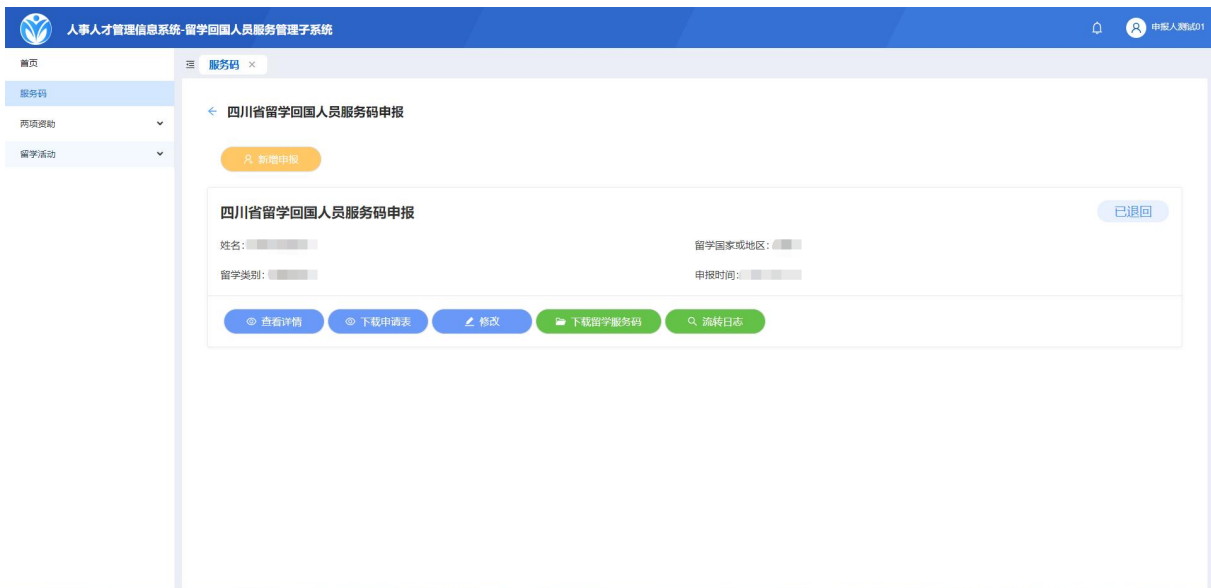 人事人才管理信息系统-留学回国人员服务管理子系统
申报人测试01
首页
服务码 ×
服务码
两项资助
留学活动
四川省留学回国人员服务码申报
新增申报
四川省留学回国人员服务码申报
已退回
姓名:
留学国家或地区:
留学类别:
申报时间:
查看详情 下载申请表 修改 下载留学服务码 流转日志